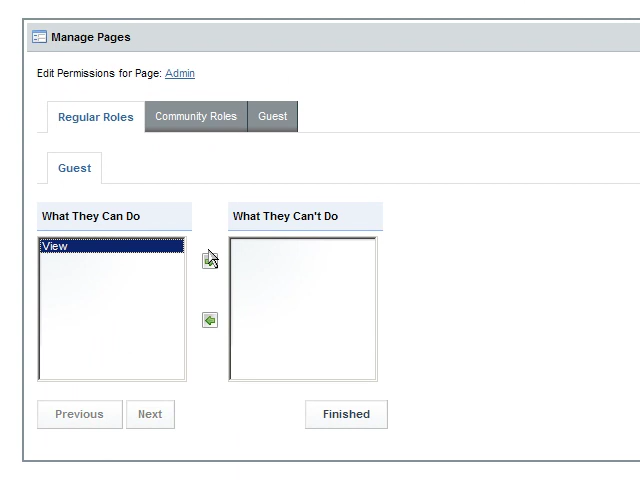 Manage Pages
Edit Permissions for Page: Admin
Regular Roles Community Roles Guest
Guest
What They Can Do What They Can't Do
View
Previous Next Finished